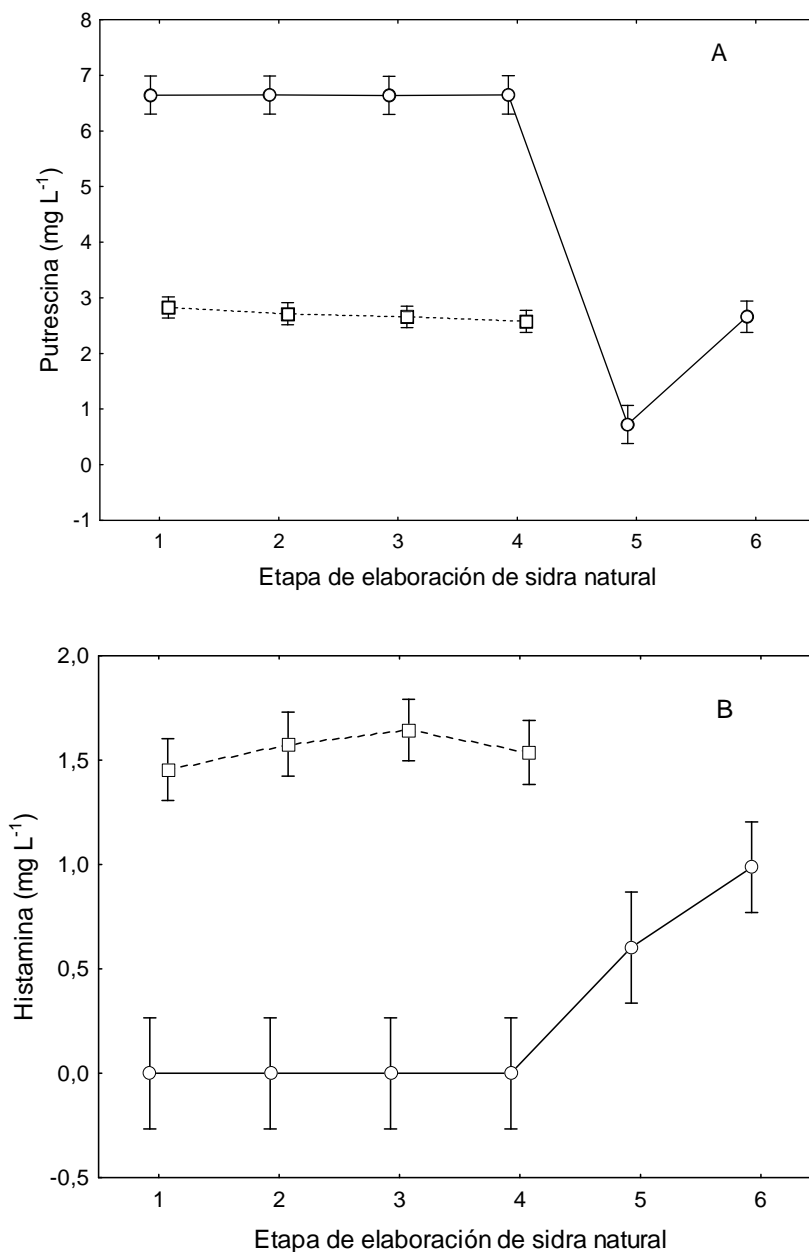 A
8
7
6
5
4
3
2
1
0
-1
Putrescina (mg L-1)
1 2 3 4 5 6
Etapa de elaboración de sidra natural
B
2,0
1,5
1,0
0,5
0,0
-0,5
Histamina (mg L-1)
1 2 3 4 5 6
Etapa de elaboración de sidra natural